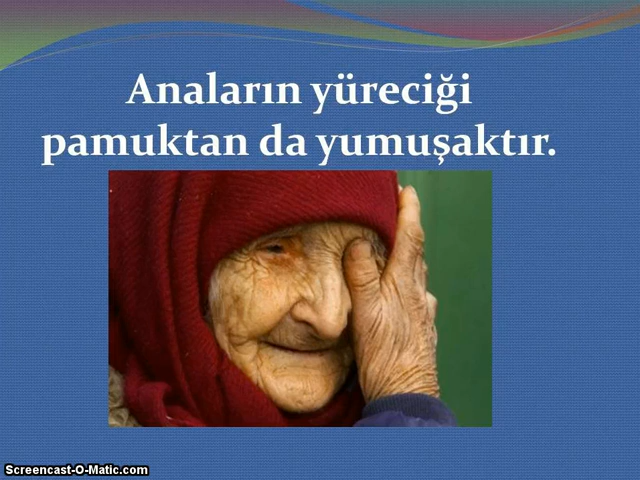 Anaların yüreciği
pamuktan da yumuşaktır.
Screencast-O-Matic.com